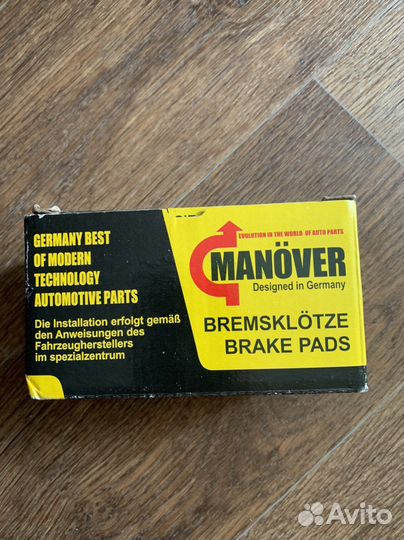 GERMANY BEST
OF MODERN
TECHNOLOGY
AUTOMOTIVE PARTS
Die Installation erfolgt gemäß
den Anweisungen des
Fahrzeugherstellers
im spezialzentrum
EVOLUTION IN THE WORLD OF AUTO PARTS
MANÖVER
Designed in Germany
BREMSKLÖTZE
BRAKE PADS
Avito